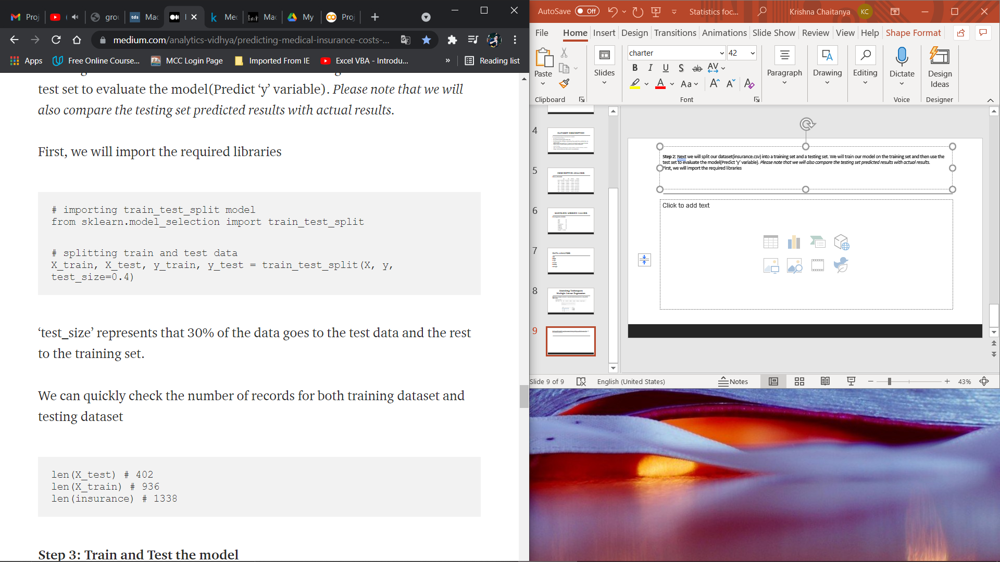 Proj
grou
tds
Mac
Med
Mac
My
Proj
medium.com/analytics-vidhya/predicting-medical-insurance-costs-...
Apps
Free Online Course...
MCC Login Page
Imported From IE
Excel VBA - Introdu...
»
Reading list
test set to evaluate the model(Predict ‘y’ variable). Please note that we will
also compare the testing set predicted results with actual results.
First, we will import the required libraries
# importing train_test_split model
from sklearn.model_selection import train_test_split
# splitting train and test data
X_train, X_test, y_train, y_test = train_test_split(X, y,
test_size=0.4)
‘test_size’ represents that 30% of the data goes to the test data and the rest
to the training set.
We can quickly check the number of records for both training dataset and
testing dataset
len(X_test) # 402
len(X_train) # 936
len(insurance) # 1338
Step 3: Train and Test the model
AutoSave Off
Statistics foc...
Krishna Chaitanya KC
File Home Insert Design Transitions Animations Slide Show Review View Help Shape Format
Paste
Clipboard
Slides
charter 42
B I U S ab AV
A Aa A A A
Font
Paragraph
Drawing
Editing
Dictate
Voice
Design
Ideas
Designer
4
DATASET DESCRIPTION
5
DESCRIPTIVE ANALYSIS
6
HANDLING MISSING VALUES
7
DATA ANALYSIS
8
Modeling Techniques
Multiple Linear Regression
9
Step 2: Next we will split our dataset(insurance.csv) into a training set and a testing set. We will train our model on the training set and then use the
test set to evaluate the model(Predict ‘y’ variable). Please note that we will also compare the testing set predicted results with actual results.
First, we will import the required libraries
Click to add text
Slide 9 of 9
English (United States)
Notes
43%